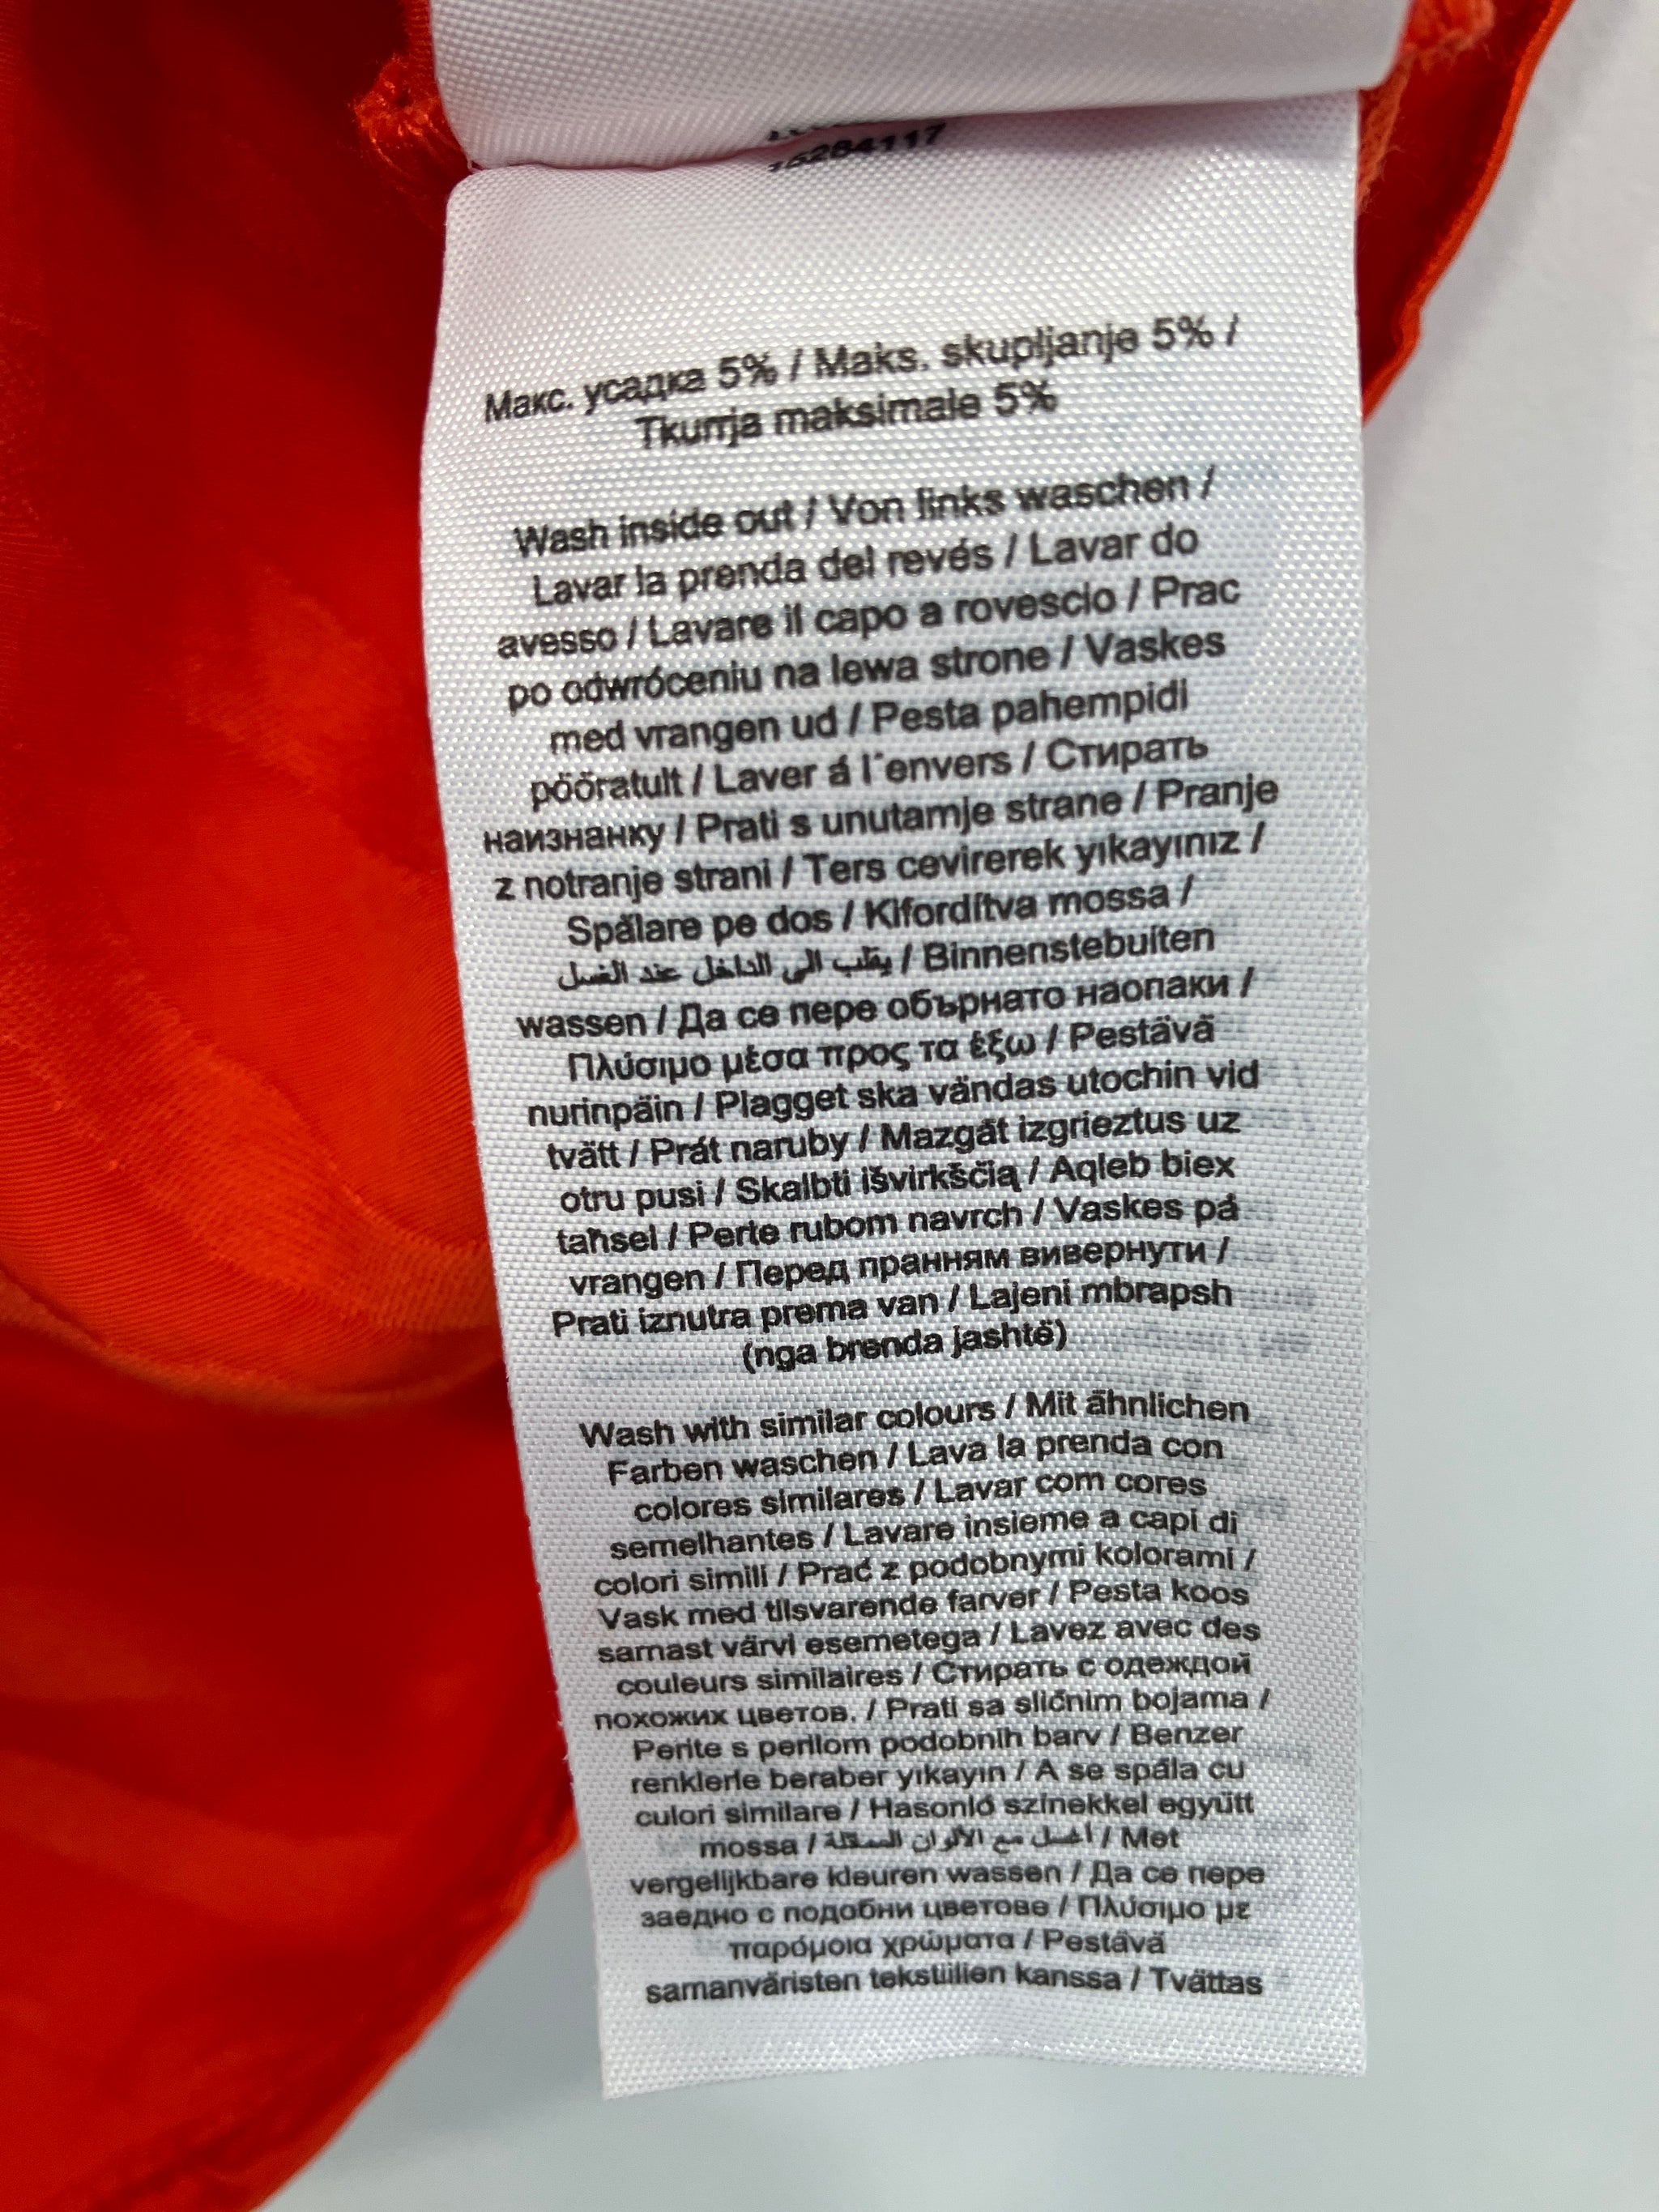 15284117
Макс. усадка 5% / Maks. skupljanje 5% /
Tkurrja maksimale 5%
Wash inside out / Von links waschen /
Lavar la prenda del revés / Lavar do
avesso / Lavare il capo a rovescio / Prac
po odwróceniu na lewa strone / Vaskes
med vrangen ud / Pesta pahempidi
pööratult / Laver á l´envers / Стирать
наизнанку / Prati s unutarnje strane / Pranje
z notranje strani / Ters cevirerek yıkayınız /
Spălare pe dos / Kifordítva mossa /
يقلب الى الداخل عند الغسل / Binnenstebuiten
wassen / Да се пере обърнато наопаки /
Πλύσιμο μέσα προς τα έξω / Pestävä
nurinpäin / Plagget ska vändas utochin vid
tvätt / Prát naruby / Mazgāt izgrieztus uz
otru pusi / Skalbti išvirkščią / Aqleb biex
taħsel / Perte rubom navrch / Vaskes på
vrangen / Перед пранням вивернути /
Prati iznutra prema van / Lajeni mbrapsh
(nga brenda jashtë)
Wash with similar colours / Mit ähnlichen
Farben waschen / Lava la prenda con
colores similares / Lavar com cores
semelhantes / Lavare insieme a capi di
colori simili / Prać z podobnymi kolorami /
Vask med tilsvarende farver / Pesta koos
samast värvi esemetega / Lavez avec des
couleurs similaires / Стирать с одеждой
похожих цветов. / Prati sa sličnim bojama /
Perite s perilom podobnih barv / Benzer
renklerle beraber yıkayın / A se spăla cu
culori similare / Hasonló színekkel együtt
mossa / أغسل مع الألوان / Met
vergelijkbare kleuren wassen / Да се пере
заедно с подобни цветове / Πλύσιμο με
παρόμοια χρώματα / Pestävä
samanväristen tekstiilien kanssa / Tvättas